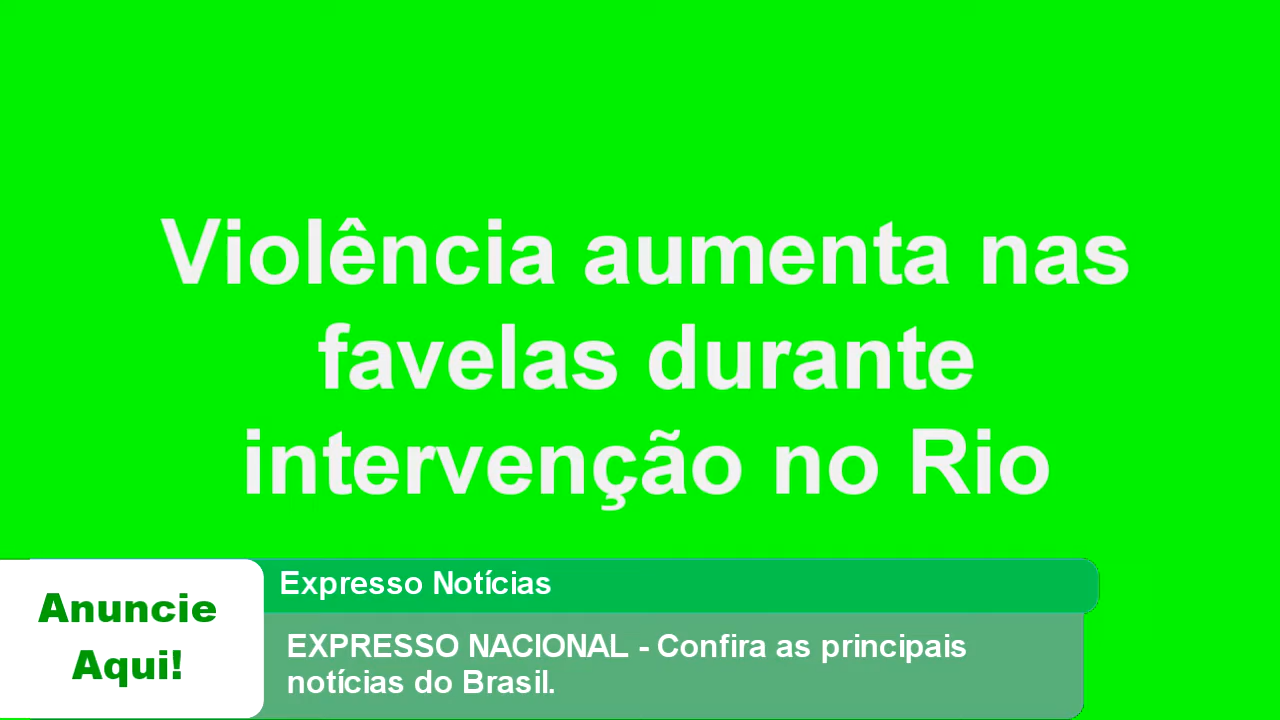 Violência aumenta nas
favelas durante
intervenção no Rio
Anuncie
Aqui!
Expresso Notícias
EXPRESSO NACIONAL - Confira as principais
notícias do Brasil.